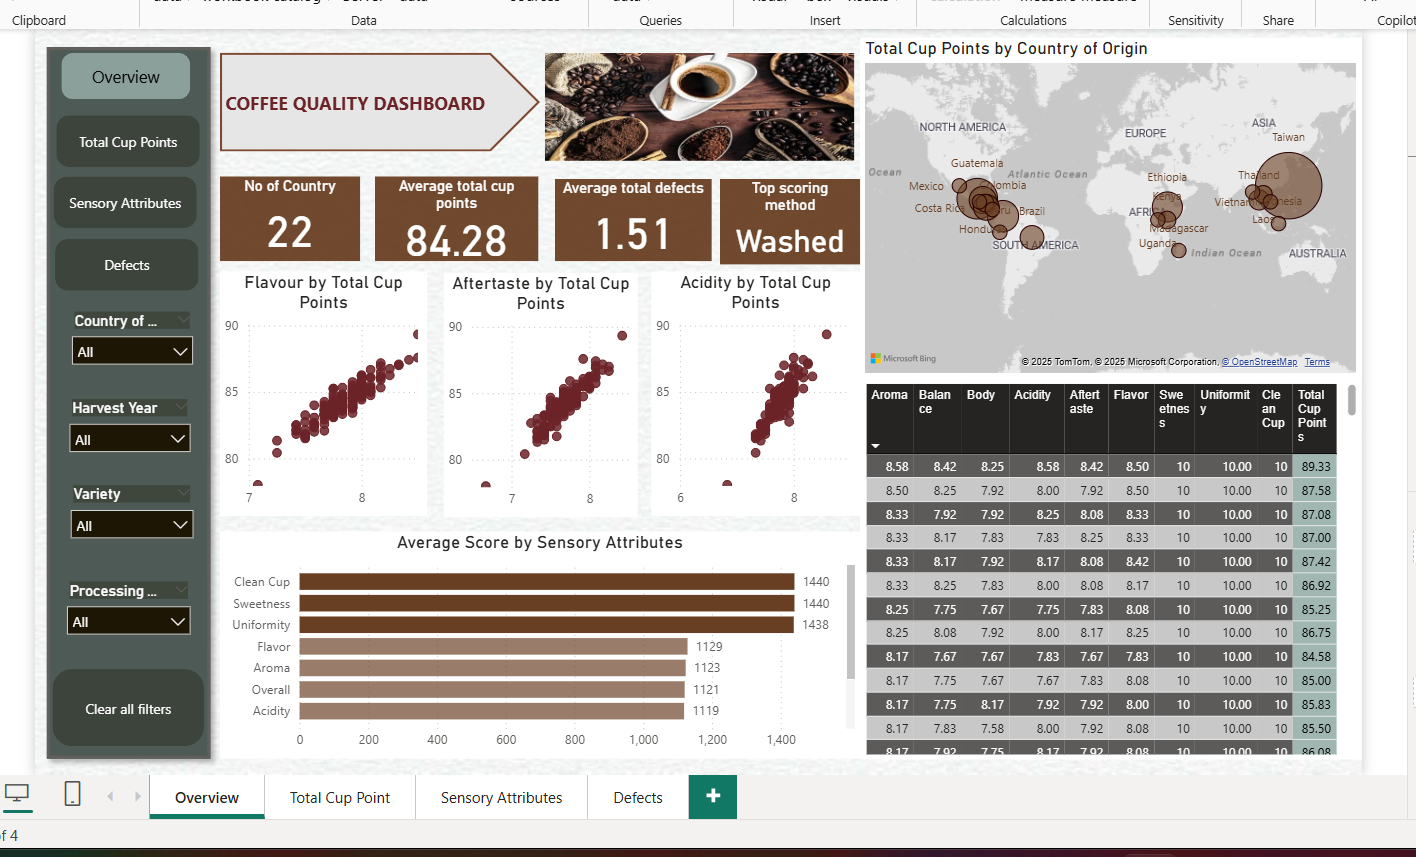 Clipboard
Data
Queries
Insert
Calculations
Sensitivity
Share
Copilot
Overview
Total Cup Points
Sensory Attributes
Defects
Country of ...
All
Harvest Year
All
Variety
All
Processing ...
All
Clear all filters
COFFEE QUALITY DASHBOARD
No of Country
22
Average total cup
points
84.28
Average total defects
1.51
Top scoring
method
Washed
Flavour by Total Cup
Points
90
85
80
7 8
Aftertaste by Total Cup
Points
90
85
80
7 8
Acidity by Total Cup
Points
90
85
80
6 8
Average Score by Sensory Attributes
Clean Cup 1440
Sweetness 1440
Uniformity 1438
Flavor 1129
Aroma 1123
Overall 1121
Acidity 1119
0 200 400 600 800 1,000 1,200 1,400
Total Cup Points by Country of Origin
NORTH AMERICA
EUROPE
ASIA
Taiwan
Guatemala
Ocean
Atlantic Ocean
Ethiopia
Thailand
Mexico
Kenya
Costa Rica
Brazil
Vietnam
Laos
SOUTH AMERICA
Madagascar
Uganda
Indian Ocean
AUSTRALIA
Microsoft Bing
© 2025 TomTom, © 2025 Microsoft Corporation, © OpenStreetMap Terms
Aroma Balan Body Acidity Aftert Flavor Swe Uniformit Cle Total
ce aste etnes y an Cup
s Cup Point
s
8.58 8.42 8.25 8.58 8.42 8.50 10 10.00 10 89.33
8.50 8.25 7.92 8.00 7.92 8.50 10 10.00 10 87.58
8.33 7.92 7.92 8.25 8.08 8.33 10 10.00 10 87.08
8.33 8.17 7.83 7.83 8.25 8.33 10 10.00 10 87.00
8.33 8.17 7.92 8.17 8.08 8.42 10 10.00 10 87.42
8.33 8.25 7.83 8.00 8.08 8.17 10 10.00 10 86.92
8.25 7.75 7.67 7.75 7.83 8.08 10 10.00 10 85.25
8.25 8.08 7.92 8.00 8.17 8.25 10 10.00 10 86.75
8.17 7.67 7.67 7.83 7.67 7.83 10 10.00 10 84.58
8.17 7.75 7.67 7.67 7.83 8.08 10 10.00 10 85.00
8.17 7.75 8.17 7.92 7.92 8.00 10 10.00 10 85.83
8.17 7.83 7.58 8.00 7.92 8.08 10 10.00 10 85.50
8.17 7.92 7.75 8.17 7.92 8.08 10 10.00 10 86.08
Overview
Total Cup Point
Sensory Attributes
Defects
of 4